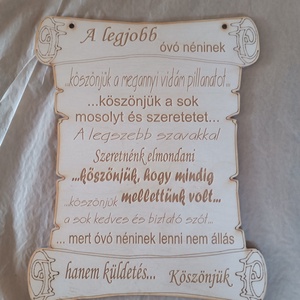 A legjobb
óvó néninek
...köszönjük a megannyi vidám pillanatot...
...köszönjük a sok
mosolyt és szeretetet...
A legszebb szavakkal
Szeretnénk elmondani
...köszönjük, hogy mindig
mellettünk volt...
...köszönjük
a sok kedves és bíztató szót...
... mert óvó néninek lenni nem állás
hanem küldetés... Köszönjük